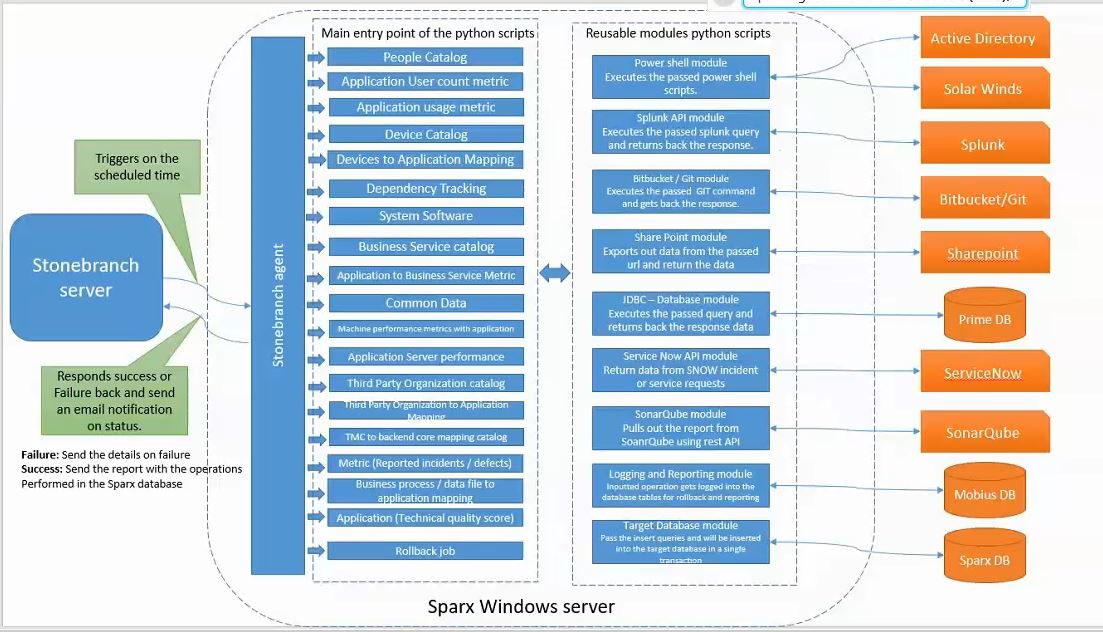 Main entry point of the python scripts
Reusable modules python scripts
Triggers on the
scheduled time
Stonebranch
server
Responds success or
Failure back and send
an email notification
on status.
Failure: Send the details on failure
Success: Send the report with the operations
Performed in the Sparx database
Stonebranch agent
People Catalog
Application User count metric
Application usage metric
Device Catalog
Devices to Application Mapping
Dependency Tracking
System Software
Business Service catalog
Application to Business Service Metric
Common Data
Machine performance metrics with application
Application Server performance
Third Party Organization catalog
Third Party Organization to Application
Mapping
TMC to backend core mapping catalog
Metric (Reported incidents / defects)
Business process / data file to
application mapping
Application (Technical quality score)
Rollback job
Power shell module
Executes the passed power shell
scripts.
Splunk API module
Executes the passed splunk query
and returns back the response.
Bitbucket / Git module
Executes the passed GIT command
and gets back the response.
Share Point module
Exports out data from the passed
url and return the data
JDBC – Database module
Executes the passed query and
returns back the response data
Service Now API module
Return data from SNOW incident
or service requests
SonarQube module
Pulls out the report from
SoanrQube using rest API
Logging and Reporting module
Inputted operation gets logged into the
database tables for rollback and reporting
Target Database module
Pass the insert queries and will be inserted
into the target database in a single
transaction
Active Directory
Solar Winds
Splunk
Bitbucket/Git
Sharepoint
Prime DB
ServiceNow
SonarQube
Mobius DB
Sparx DB
Sparx Windows server